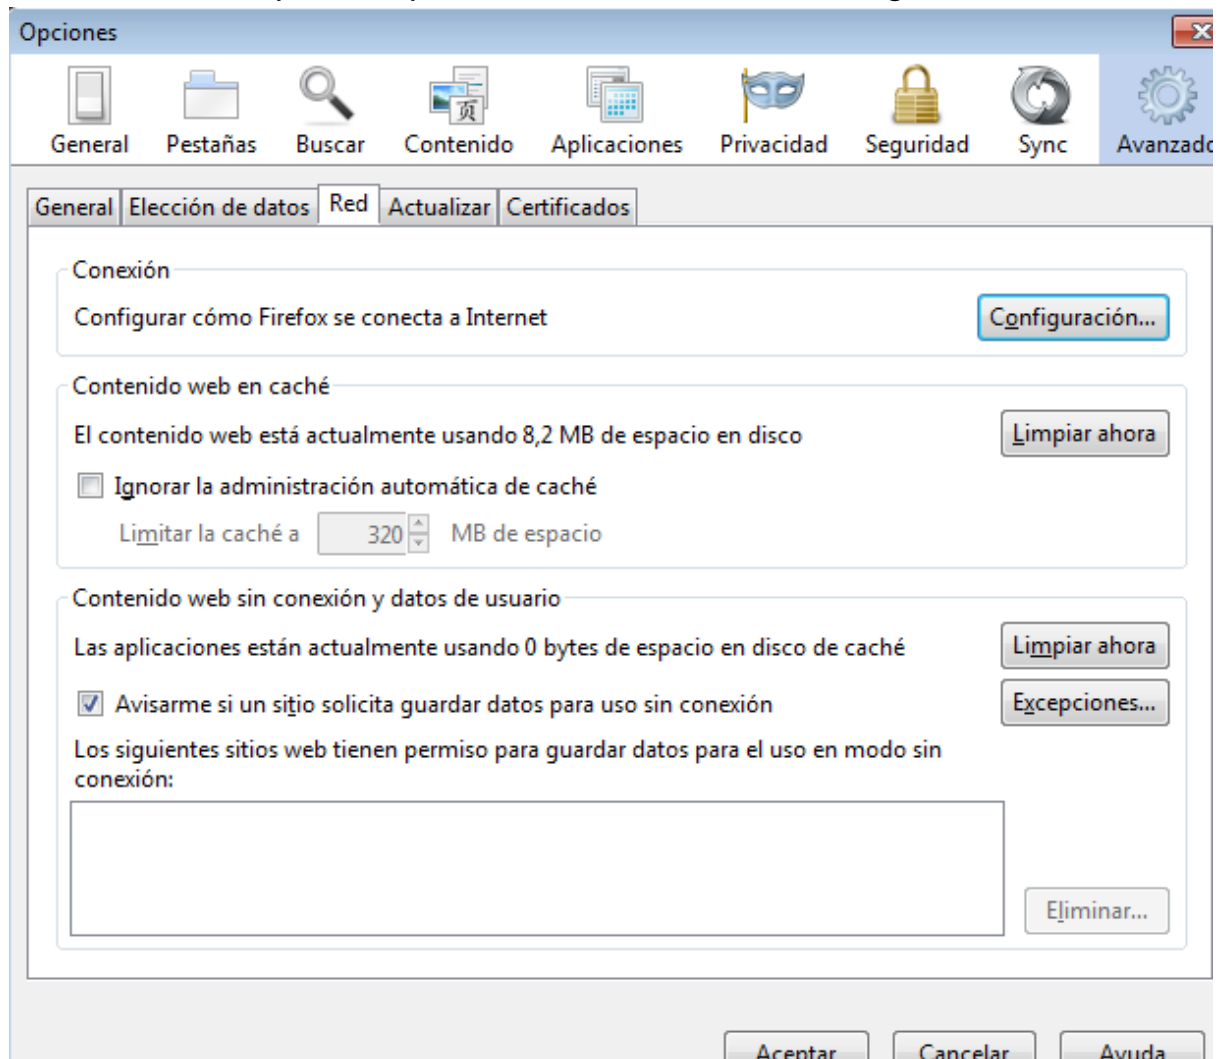 Opciones
General Pestañas Buscar Contenido Aplicaciones Privacidad Seguridad Sync Avanzado
General Elección de datos Red Actualizar Certificados
Conexión
Configurar cómo Firefox se conecta a Internet Configuración...
Contenido web en caché
El contenido web está actualmente usando 8,2 MB de espacio en disco Limpiar ahora
Ignorar la administración automática de caché
Limitar la caché a 320 MB de espacio
Contenido web sin conexión y datos de usuario
Las aplicaciones están actualmente usando 0 bytes de espacio en disco de caché Limpiar ahora
Avisarme si un sitio solicita guardar datos para uso sin conexión Excepciones...
Los siguientes sitios web tienen permiso para guardar datos para el uso en modo sin
conexión:
Eliminar...
Aceptar Cancelar Ayuda